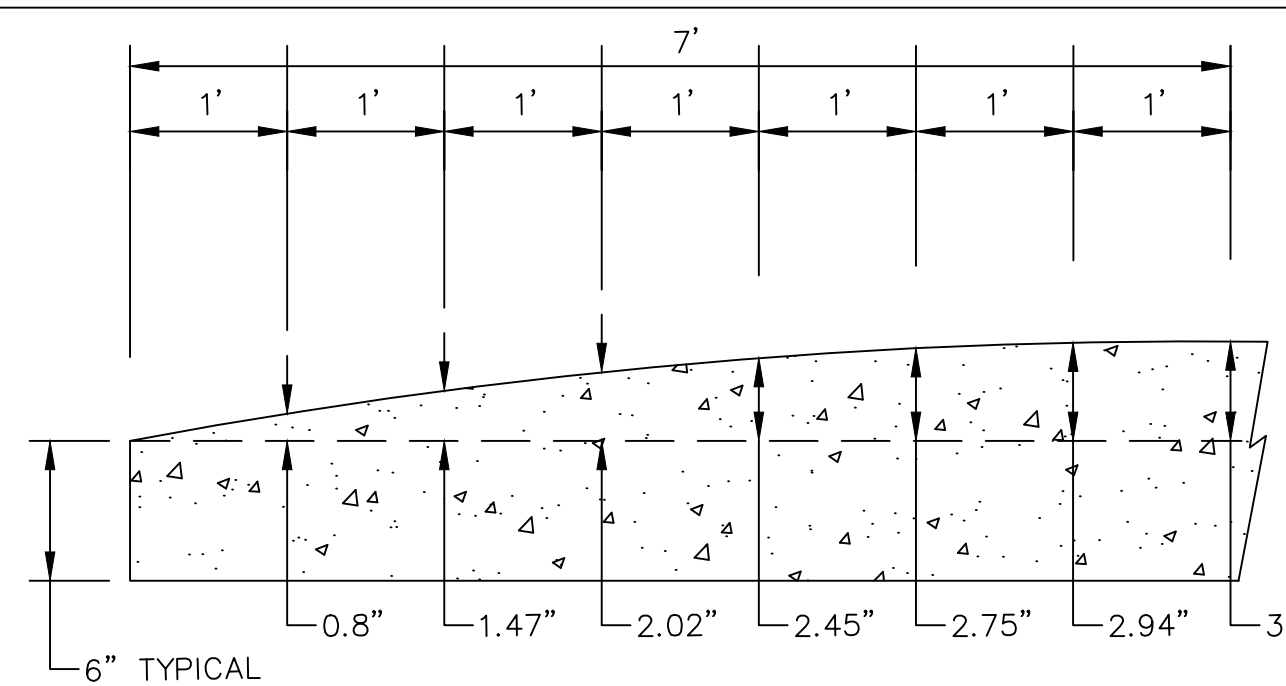 7’
1’ 1’ 1’ 1’ 1’ 1’ 1’
0.8” 1.47” 2.02” 2.45” 2.75” 2.94” 3
6” TYPICAL